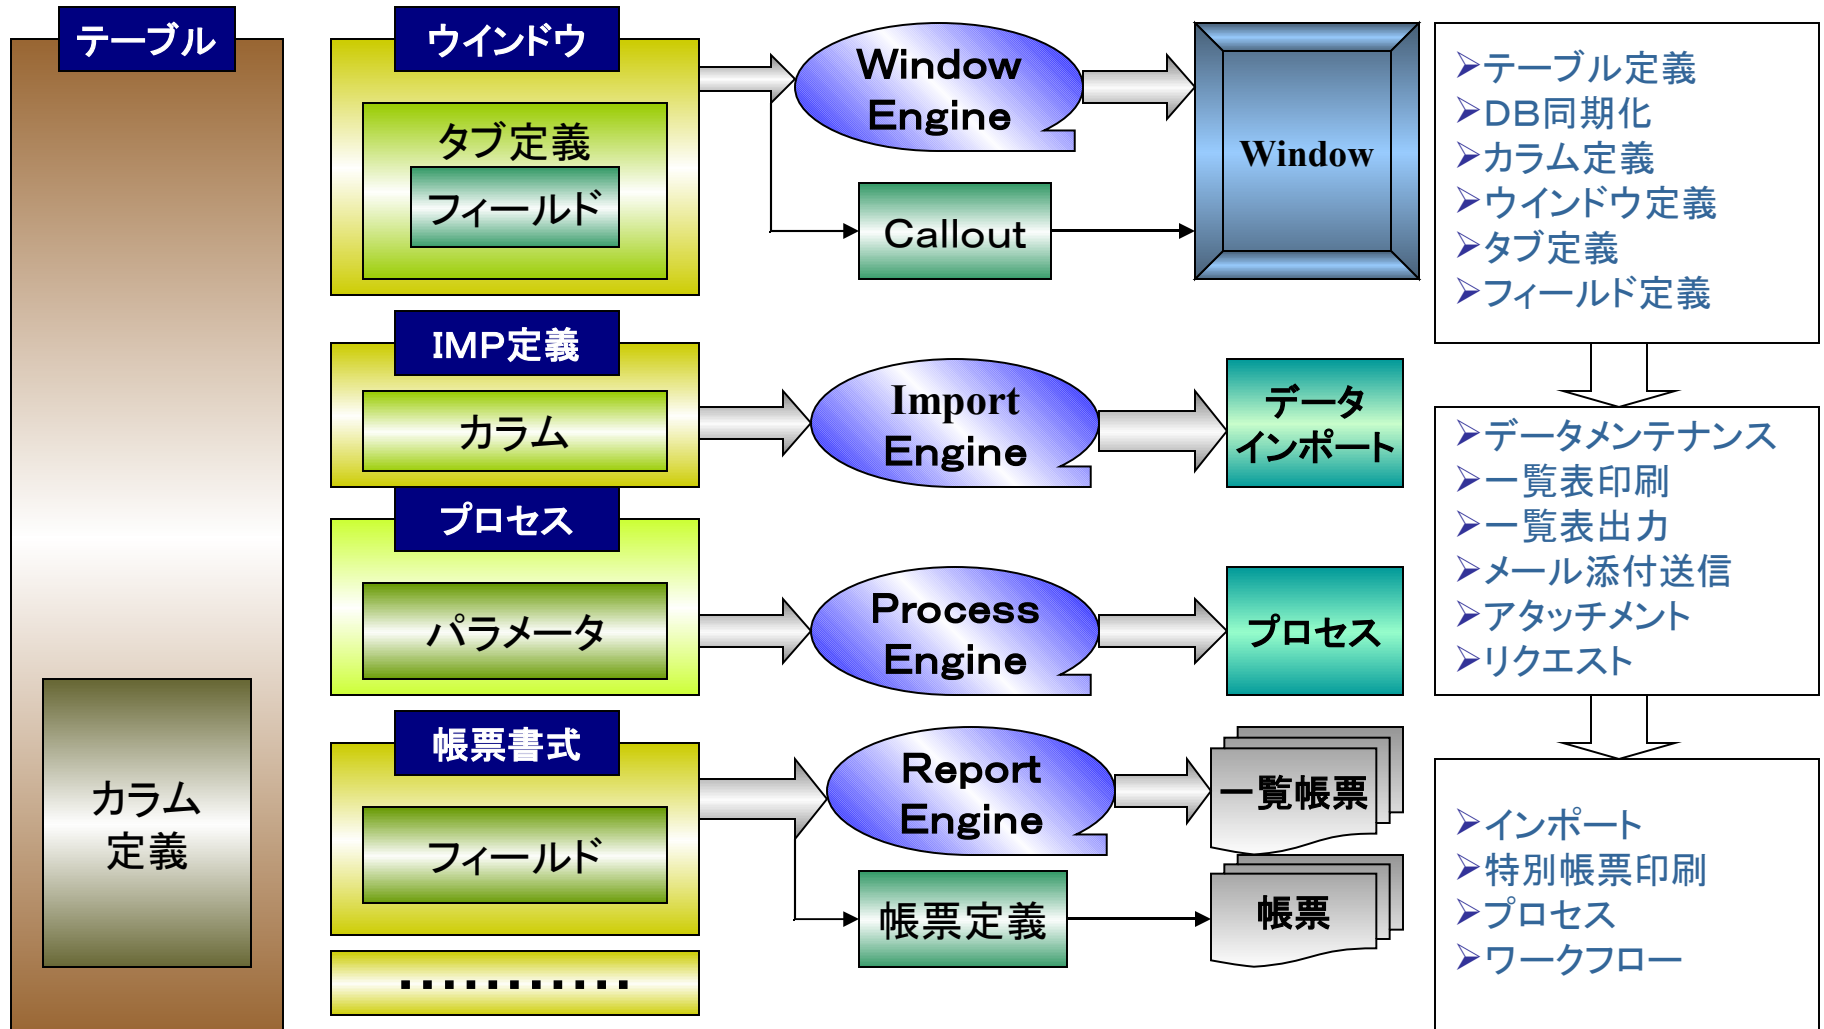 テーブル
カラム
定義
ウインドウ
タブ定義
フィールド
Window
Engine
Callout
Window
IMP定義
カラム
Import
Engine
データ
インポート
プロセス
パラメータ
Process
Engine
プロセス
帳票書式
フィールド
Report
Engine
一覧帳票
帳票定義
帳票
...........
➢テーブル定義
➢DB同期化
➢カラム定義
➢ウインドウ定義
➢タブ定義
➢フィールド定義
➢データメンテナンス
➢一覧表印刷
➢一覧表出力
➢メール添付送信
➢アタッチメント
➢リクエスト
➢インポート
➢特別帳票印刷
➢プロセス
➢ワークフロー